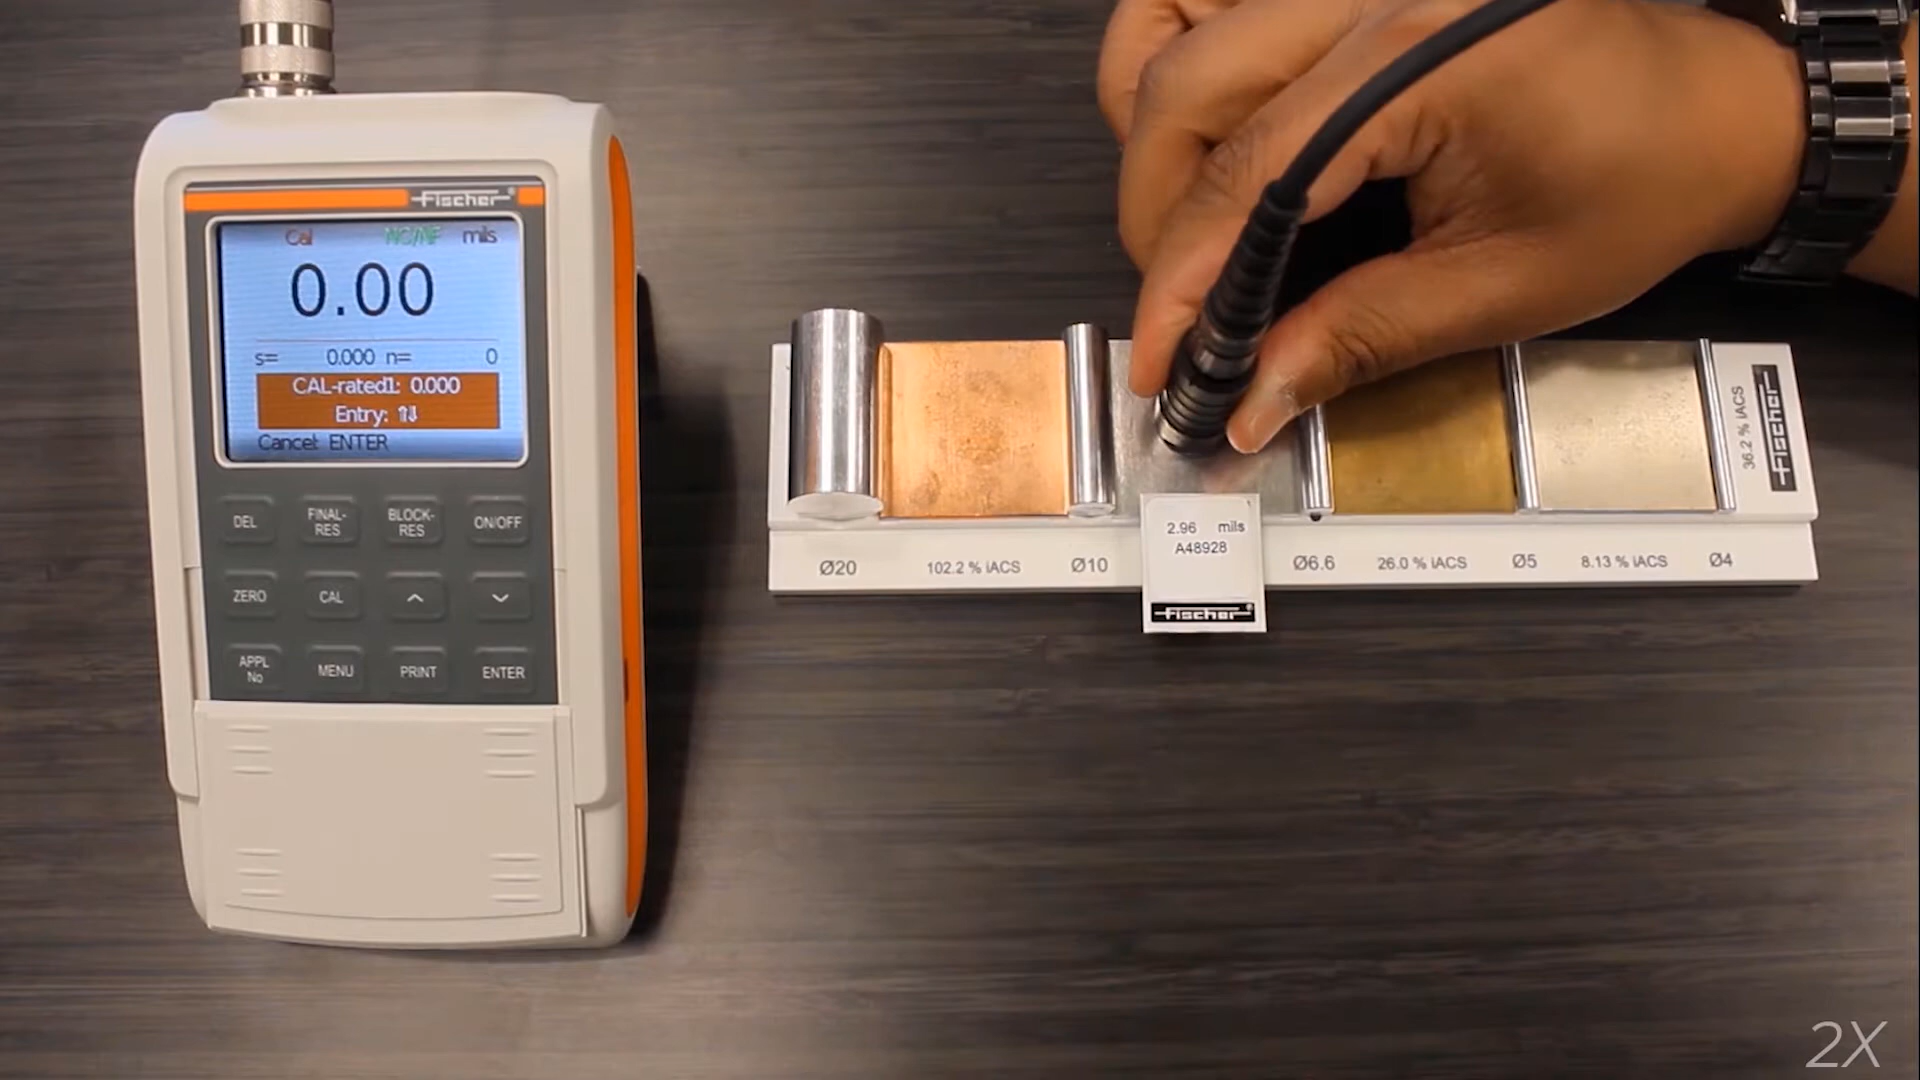 Fischer®
Cal NC/NF mils
0.00
s= 0.000 n= 0
CAL-rated1: 0.000
Entry: ⇅
Cancel: ENTER
DEL FINAL-RES BLOCK-RES ON/OFF
ZERO CAL
APPL No MENU PRINT ENTER
36.2 % IACS
Fischer
2.96 mils
A48928
Fischer®
Ø20 102.2 % IACS Ø10 Ø6.6 26.0 % IACS Ø5 8.13 % IACS Ø4
2X